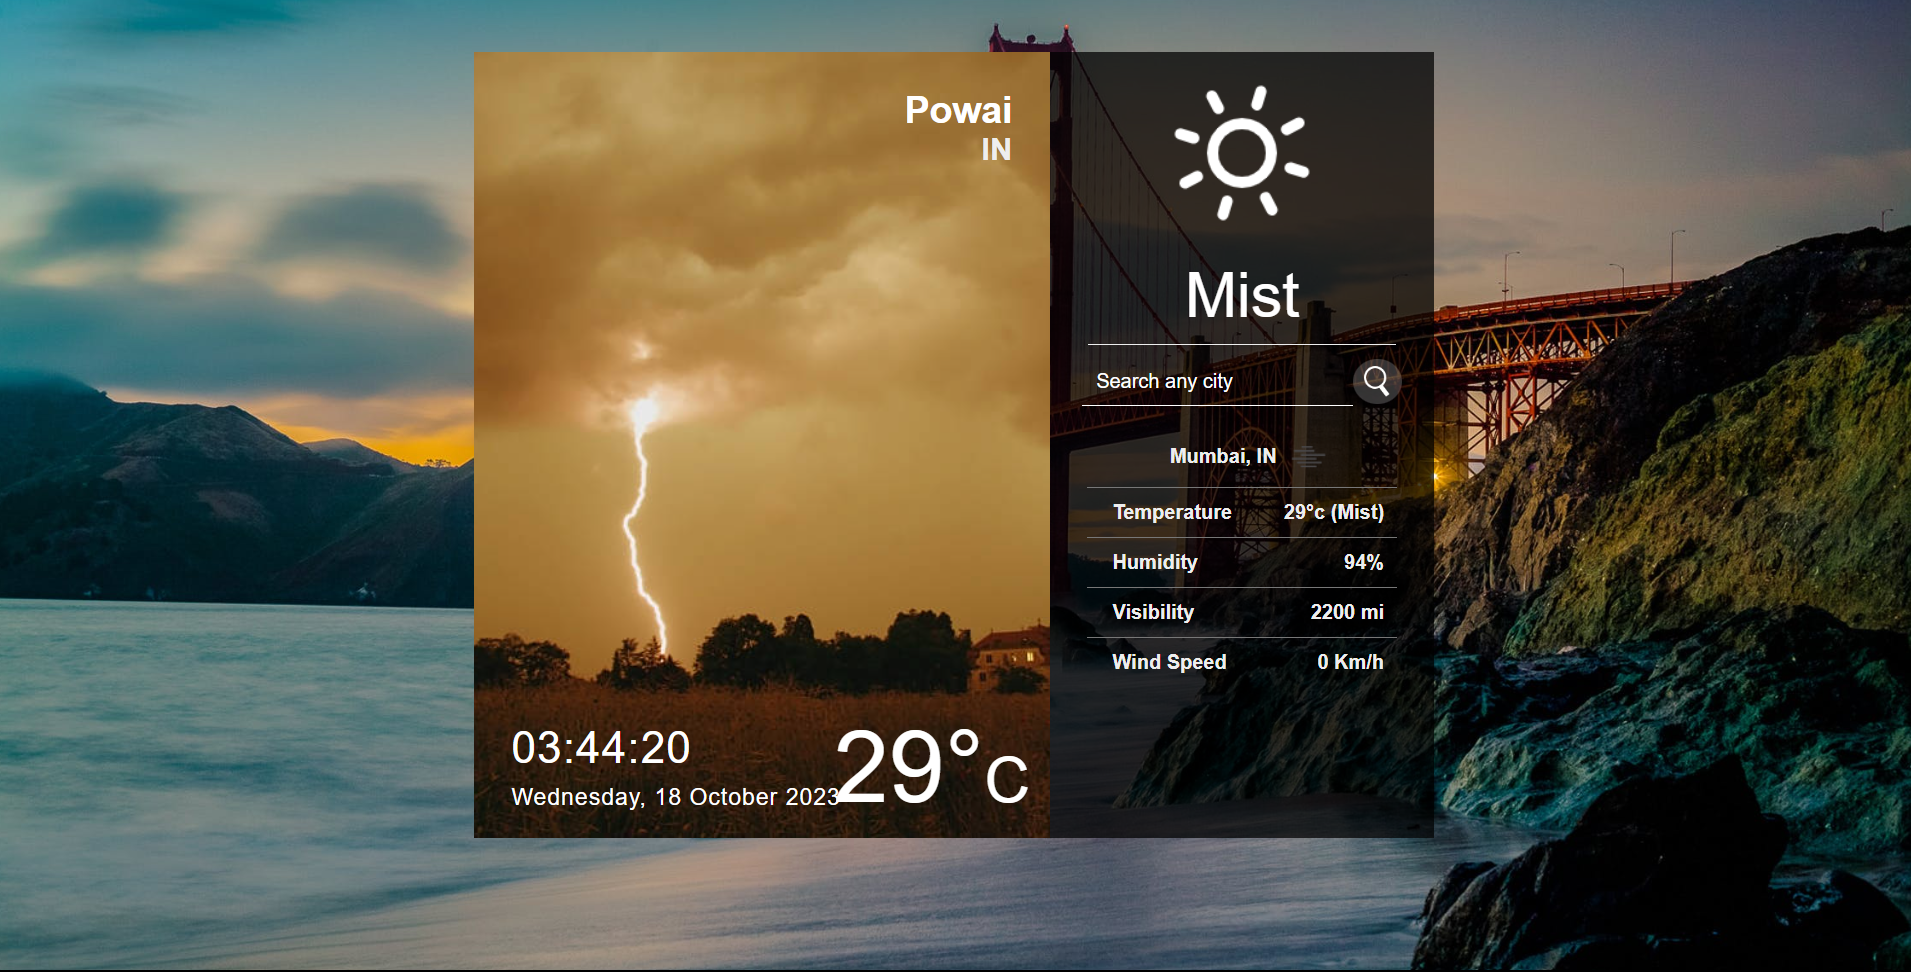 Powai
IN
03:44:20
Wednesday, 18 October 2023
29°c
Mist
Search any city
Mumbai, IN
Temperature 29°c (Mist)
Humidity 94%
Visibility 2200 mi
Wind Speed 0 Km/h